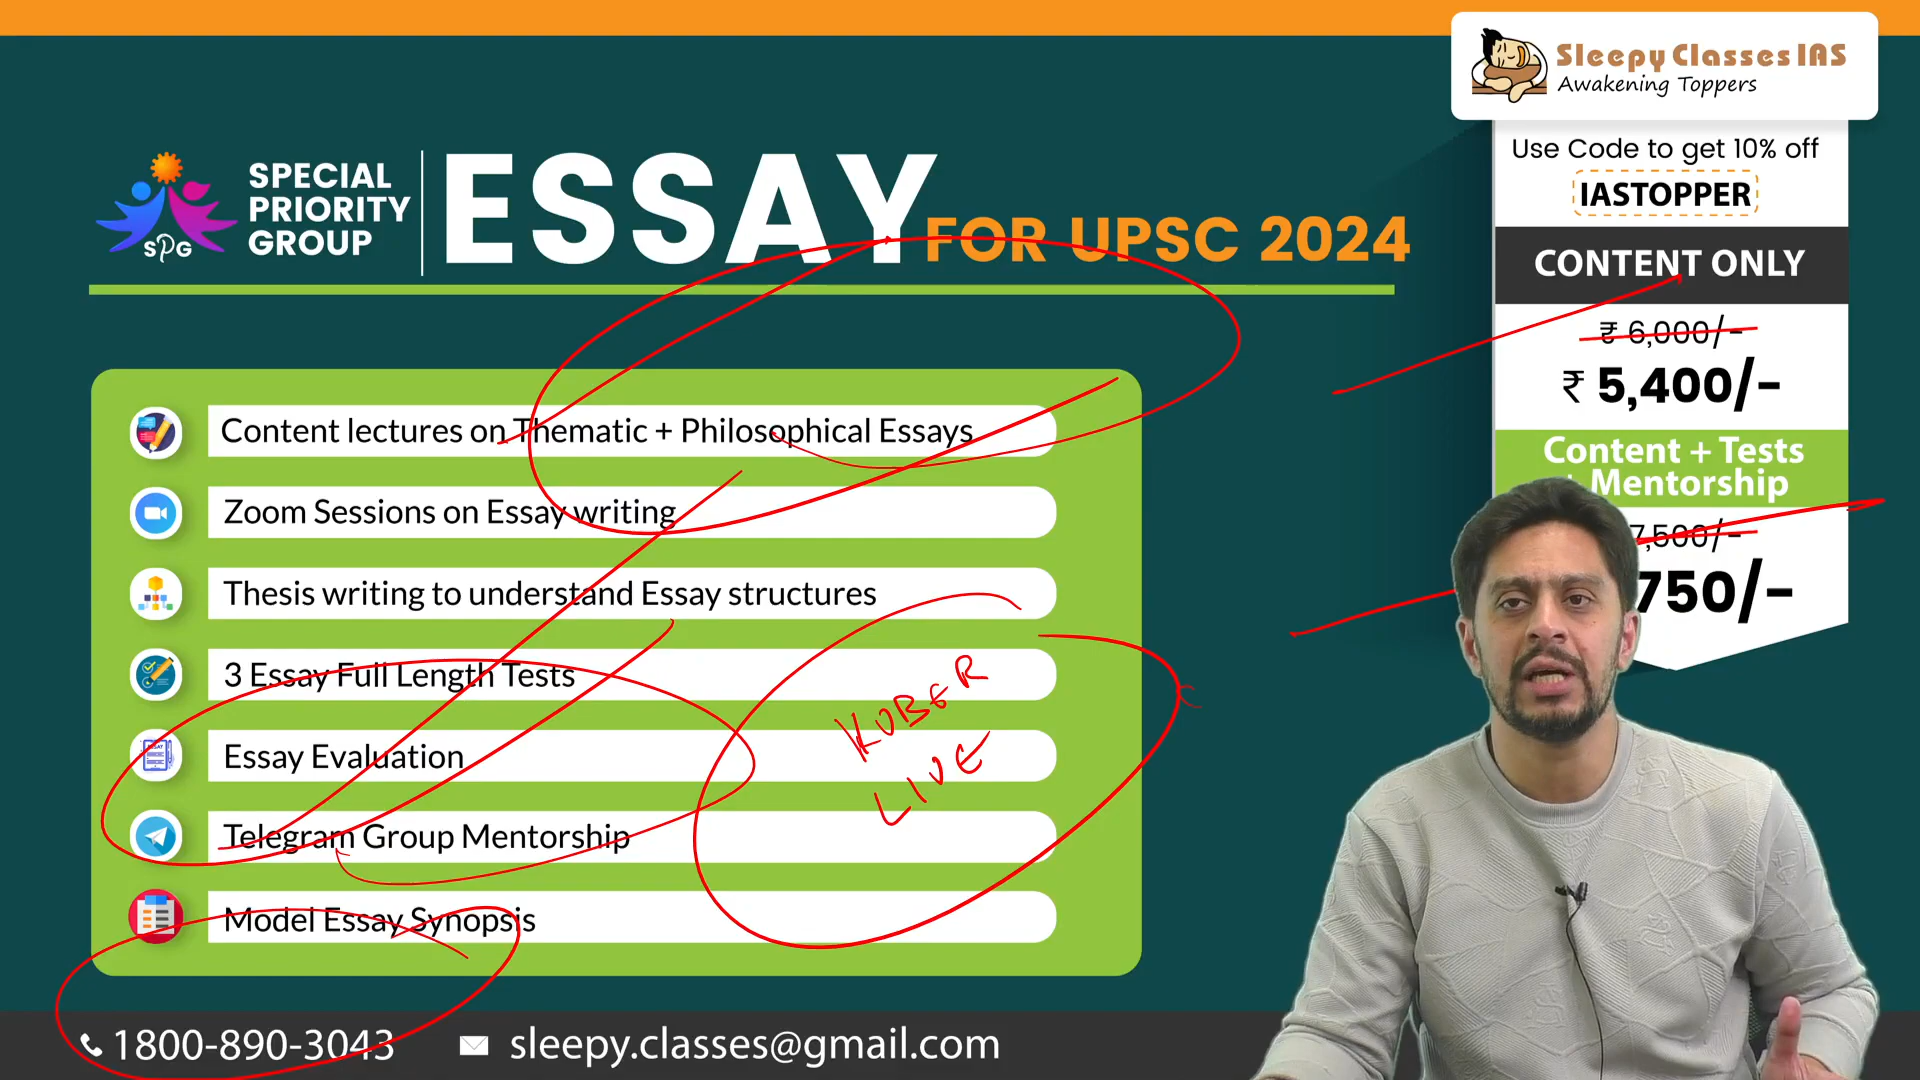 Sleepy Classes IAS
Awakening Toppers
SPG
SPECIAL
PRIORITY
GROUP
ESSAY
FOR UPSC 2024
Use Code to get 10% off
IASTOPPER
CONTENT ONLY
₹ 6,000/-
₹ 5,400/-
Content + Tests
+ Mentorship
7,500/-
750/-
Content lectures on Thematic + Philosophical Essays
Zoom Sessions on Essay writing
Thesis writing to understand Essay structures
3 Essay Full Length Tests
Essay Evaluation
Telegram Group Mentorship
Model Essay Synopsis
KUBER
LIVE
1800-890-3043
sleepy.classes@gmail.com